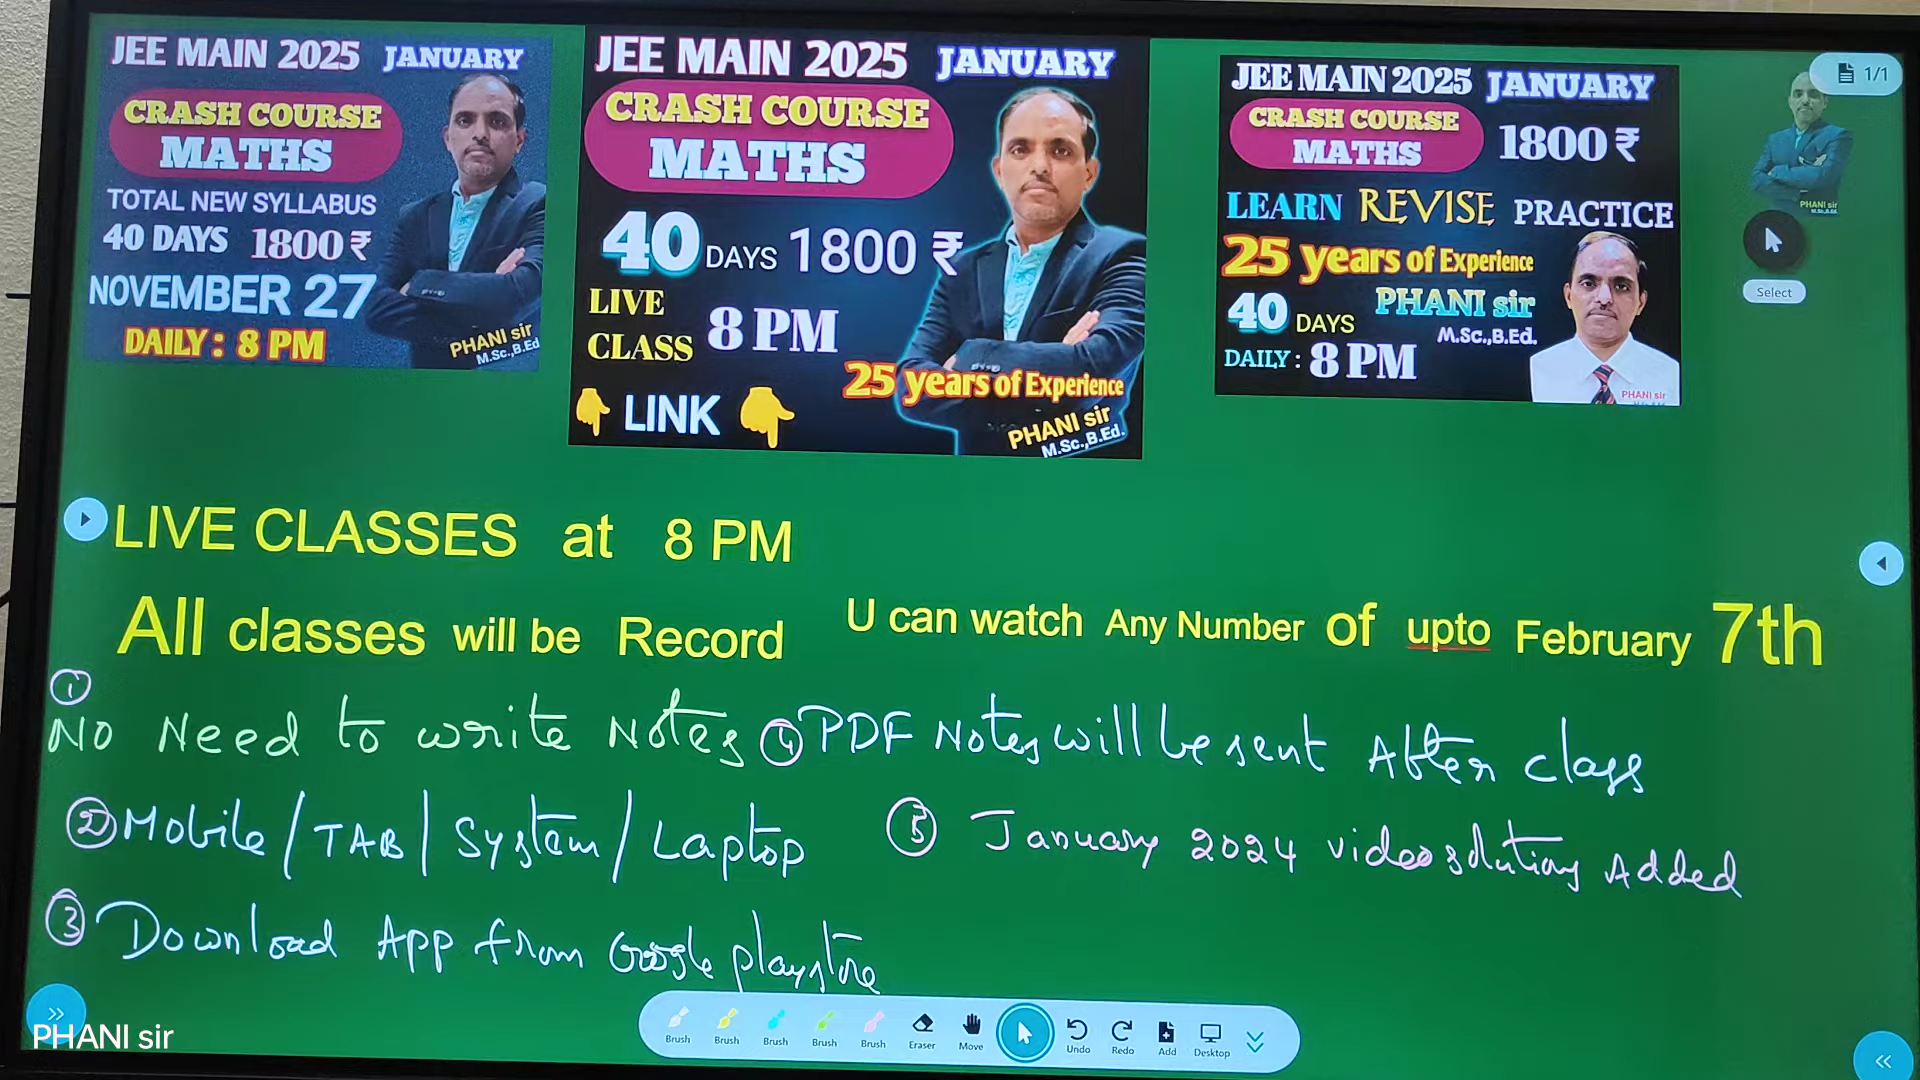 JEE MAIN 2025 JANUARY
CRASH COURSE
MATHS
TOTAL NEW SYLLABUS
40 DAYS 1800 ₹
NOVEMBER 27
DAILY : 8 PM
PHANI sir
M.Sc.,B.Ed
JEE MAIN 2025 JANUARY
CRASH COURSE
MATHS
40 DAYS 1800 ₹
LIVE
CLASS 8 PM
25 years of Experience
LINK
PHANI sir
M.Sc.,B.Ed.
JEE MAIN 2025 JANUARY
CRASH COURSE
MATHS
1800 ₹
LEARN REVISE PRACTICE
25 years of Experience
40 DAYS
PHANI sir
M.Sc.,B.Ed.
DAILY : 8 PM
PHANI sir
1/1
PHANI sir
M.Sc.,B.Ed.
Select
LIVE CLASSES at 8 PM
All classes will be Record U can watch Any Number of upto February 7th
① No Need to write Notes ④ PDF Notes will be sent After class
② Mobile / TAB / System / Laptop ⑤ January 2024 video solutions Added
③ Download App from Google playstore
Brush Brush Brush Brush Brush Eraser Move Undo Redo Add Desktop
PHANI sir